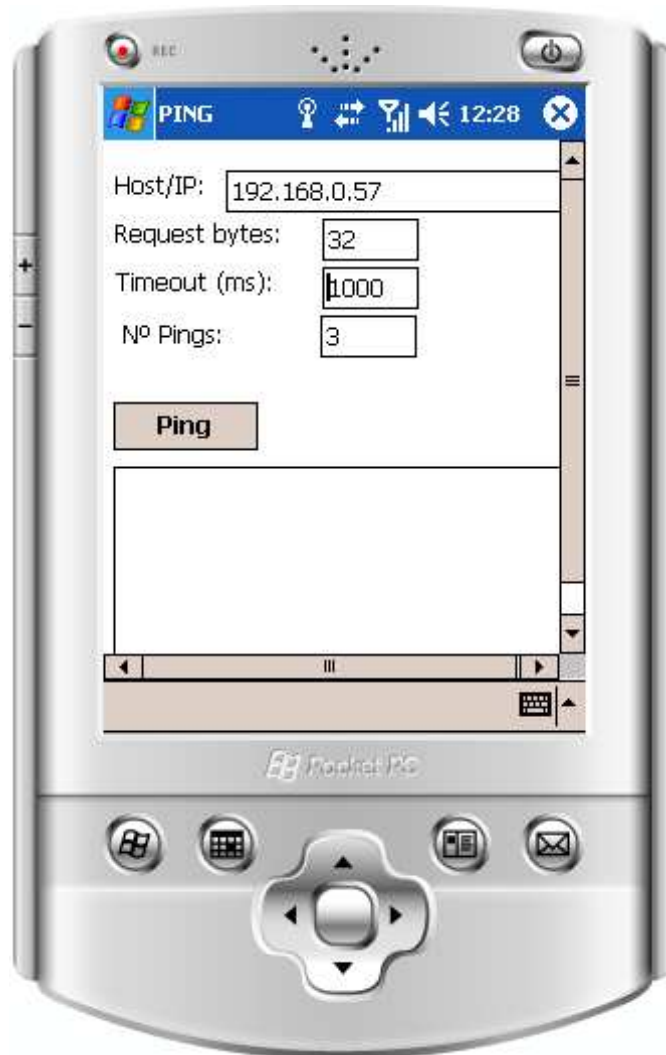 REC
PING 12:28
Host/IP: 192.168.0.57
Request bytes: 32
Timeout (ms): 1000
Nº Pings: 3
Ping
Pocket PC
+
-